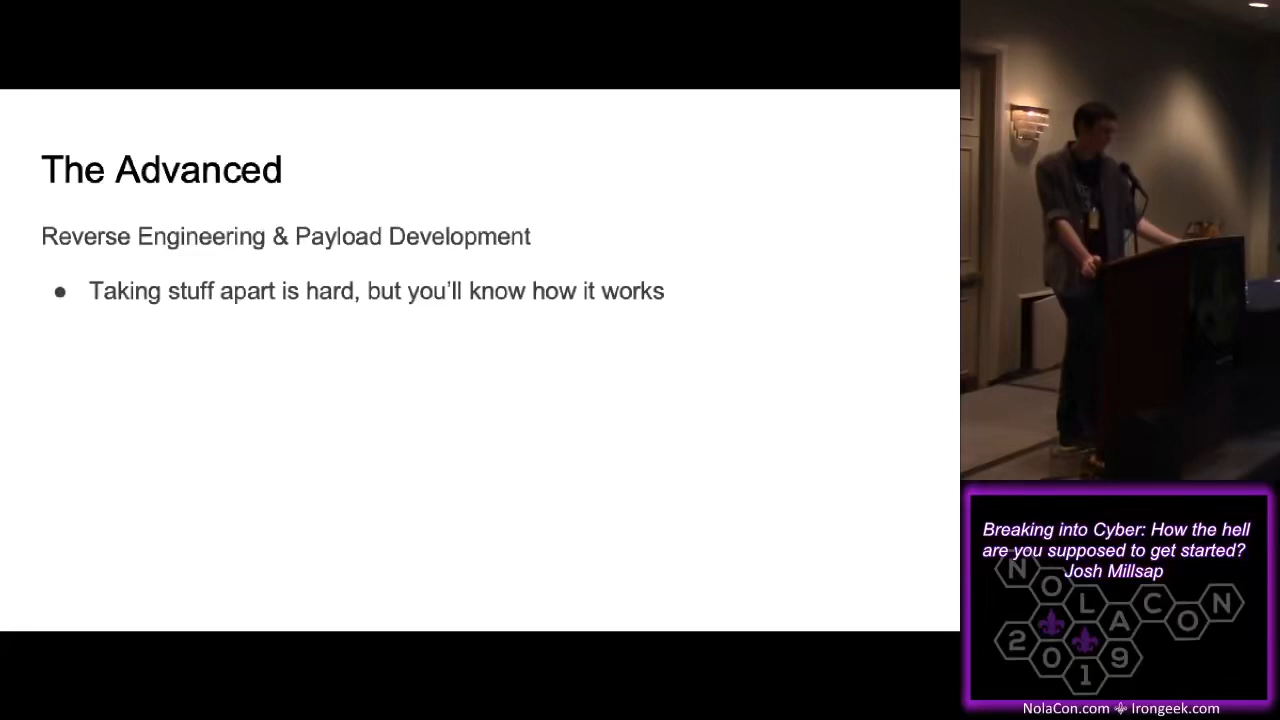 The Advanced
Reverse Engineering & Payload Development
● Taking stuff apart is hard, but you'll know how it works
Breaking into Cyber: How the hell
are you supposed to get started?
Josh Millsap
NOLACON
2019
NolaCon.com ⚜ Irongeek.com